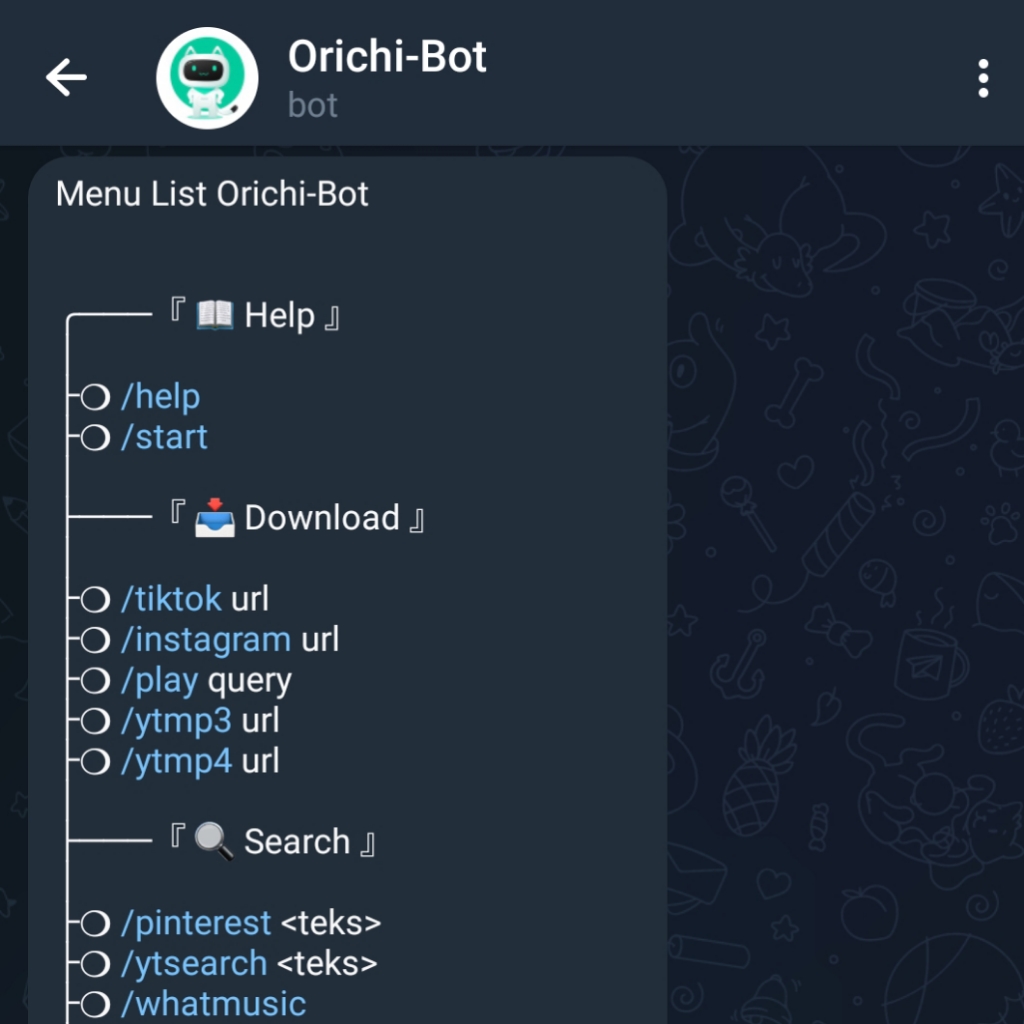 Orichi-Bot
bot
Menu List Orichi-Bot
『 📖 Help 』
/help
/start
『 📥 Download 』
/tiktok url
/instagram url
/play query
/ytmp3 url
/ytmp4 url
『 🔍 Search 』
/pinterest <teks>
/ytsearch <teks>
/whatmusic